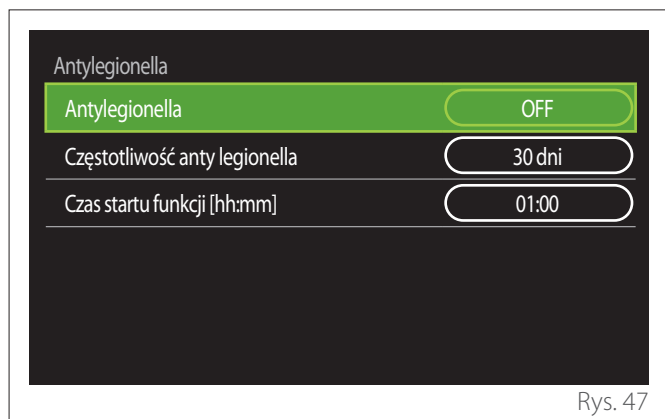 Antylegionella
Antylegionella OFF
Częstotliwość anty legionella 30 dni
Czas startu funkcji [hh:mm] 01:00
Rys. 47